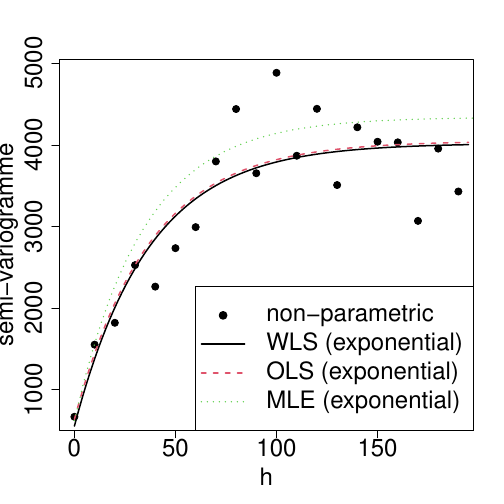 5000
4000
3000
2000
1000
semi−variogramme
non−parametric
WLS (exponential)
OLS (exponential)
MLE (exponential)
0 50 100 150
h